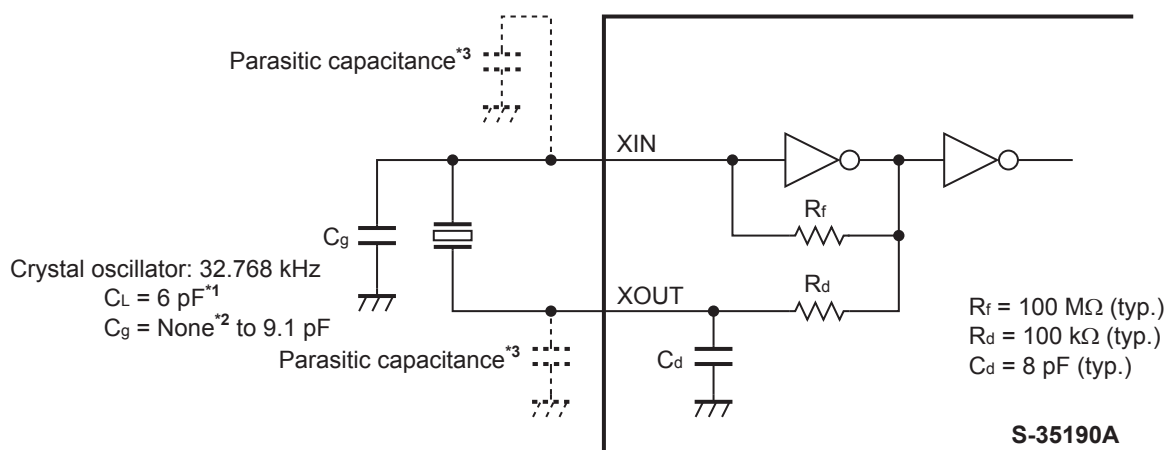 Parasitic capacitance*3
XIN
Rf
Cg
Crystal oscillator: 32.768 kHz
CL = 6 pF*1
Cg = None*2 to 9.1 pF
XOUT
Rd
Parasitic capacitance*3
Cd
Rf = 100 MΩ (typ.)
Rd = 100 kΩ (typ.)
Cd = 8 pF (typ.)
S-35190A